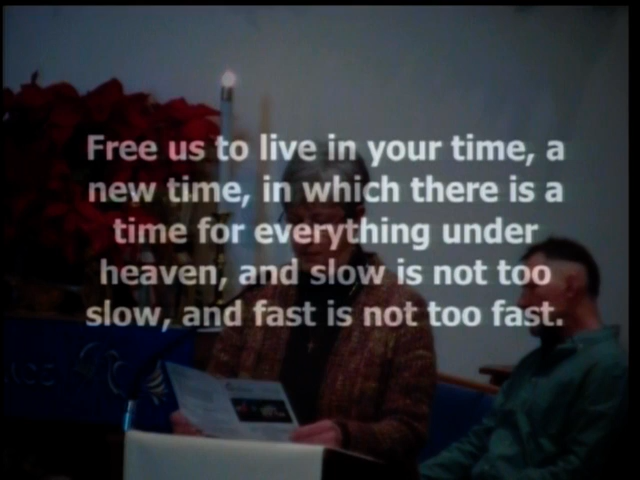 Free us to live in your time, a
new time, in which there is a
time for everything under
heaven, and slow is not too
slow, and fast is not too fast.